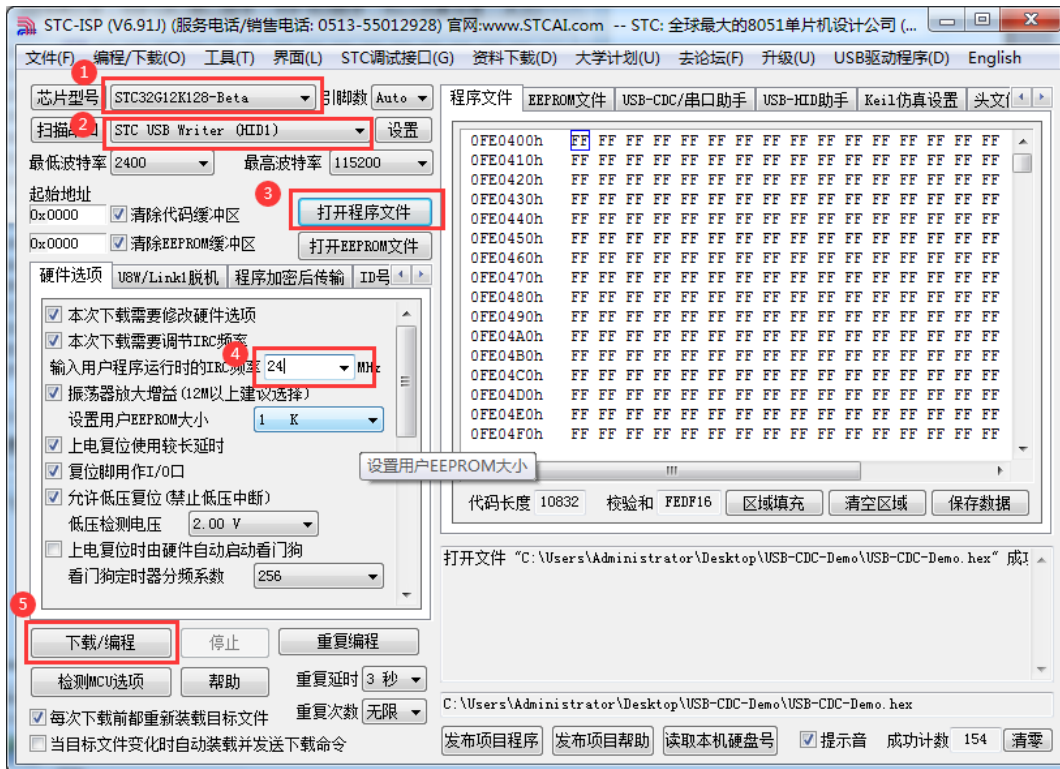 STC-ISP (V6.91J) (服务电话/销售电话: 0513-55012928) 官网:www.STCAI.com -- STC: 全球最大的8051单片机设计公司 (...
文件(F) 编程/下载(O) 工具(T) 界面(L) STC调试接口(G) 资料下载(D) 大学计划(U) 去论坛(F) 升级(U) USB驱动程序(D) English
1
芯片型号 STC32G12K128-Beta 引脚数 Auto
程序文件 EEPROM文件 USB-CDC/串口助手 USB-HID助手 Keil仿真设置 头文
2
扫描 STC USB Writer (HID1) 设置
最低波特率 2400 最高波特率 115200
起始地址
3
0x0000 清除代码缓冲区 打开程序文件
0x0000 清除EEPROM缓冲区 打开EEPROM文件
硬件选项 U8W/Link1脱机 程序加密后传输 ID号
本次下载需要修改硬件选项
本次下载需要调节IRC频率
4
输入用户程序运行时的IRC频率 24 MHz
振荡器放大增益(12M以上建议选择)
设置用户EEPROM大小 1 K
上电复位使用较长延时
复位脚用作I/O口
设置用户EEPROM大小
允许低压复位(禁止低压中断)
低压检测电压 2.00 V
上电复位时由硬件自动启动看门狗
看门狗定时器分频系数 256
0FE0400h FF FF FF FF FF FF FF FF FF FF FF FF FF FF FF FF
0FE0410h FF FF FF FF FF FF FF FF FF FF FF FF FF FF FF FF
0FE0420h FF FF FF FF FF FF FF FF FF FF FF FF FF FF FF FF
0FE0430h FF FF FF FF FF FF FF FF FF FF FF FF FF FF FF FF
0FE0440h FF FF FF FF FF FF FF FF FF FF FF FF FF FF FF FF
0FE0450h FF FF FF FF FF FF FF FF FF FF FF FF FF FF FF FF
0FE0460h FF FF FF FF FF FF FF FF FF FF FF FF FF FF FF FF
0FE0470h FF FF FF FF FF FF FF FF FF FF FF FF FF FF FF FF
0FE0480h FF FF FF FF FF FF FF FF FF FF FF FF FF FF FF FF
0FE0490h FF FF FF FF FF FF FF FF FF FF FF FF FF FF FF FF
0FE04A0h FF FF FF FF FF FF FF FF FF FF FF FF FF FF FF FF
0FE04B0h FF FF FF FF FF FF FF FF FF FF FF FF FF FF FF FF
0FE04C0h FF FF FF FF FF FF FF FF FF FF FF FF FF FF FF FF
0FE04D0h FF FF FF FF FF FF FF FF FF FF FF FF FF FF FF FF
0FE04E0h FF FF FF FF FF FF FF FF FF FF FF FF FF FF FF FF
0FE04F0h FF FF FF FF FF FF FF FF FF FF FF FF FF FF FF FF
代码长度 10832 校验和 FEDF16 区域填充 清空区域 保存数据
打开文件 "C:\Users\Administrator\Desktop\USB-CDC-Demo\USB-CDC-Demo.hex" 成
5
下载/编程 停止 重复编程
检测MCU选项 帮助 重复延时 3 秒
每次下载前都重新装载目标文件 重复次数 无限
当目标文件变化时自动装载并发送下载命令
C:\Users\Administrator\Desktop\USB-CDC-Demo\USB-CDC-Demo.hex
发布项目程序 发布项目帮助 读取本机硬盘号 提示音 成功计数 154 清零